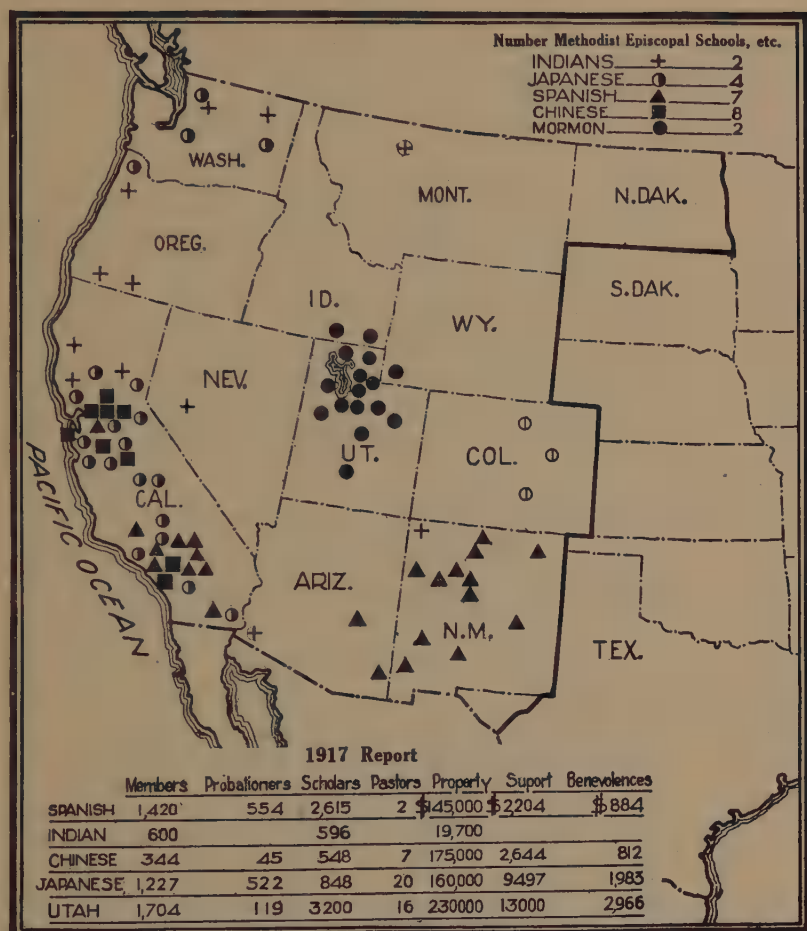 Number Methodist Episcopal Schools, etc.
INDIANS + 2
JAPANESE 4
SPANISH 7
CHINESE 8
MORMON 2
WASH.
MONT.
N.DAK.
OREG.
S.DAK.
ID.
WY.
NEV.
UT.
COL.
CAL.
PACIFIC OCEAN
ARIZ.
N.M.
TEX.
1917 Report
Members Probationers Scholars Pastors Property Suport Benevolences
SPANISH 1,420 554 2,615 2 $145,000 $2204 $884
INDIAN 600 596 19,700
CHINESE 344 45 548 7 175,000 2,644 812
JAPANESE 1,227 522 848 20 160,000 9497 1,983
UTAH 1,704 119 3200 16 230000 13000 2,966